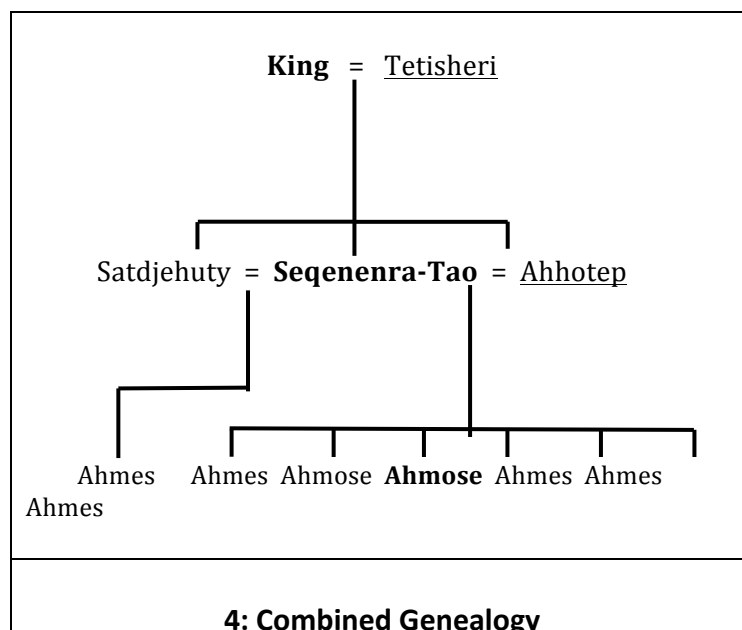 King = Tetisheri
Satdjehuty = Seqenenra-Tao = Ahhotep
Ahmes Ahmes Ahmose Ahmose Ahmes Ahmes
Ahmes
4: Combined Genealogy